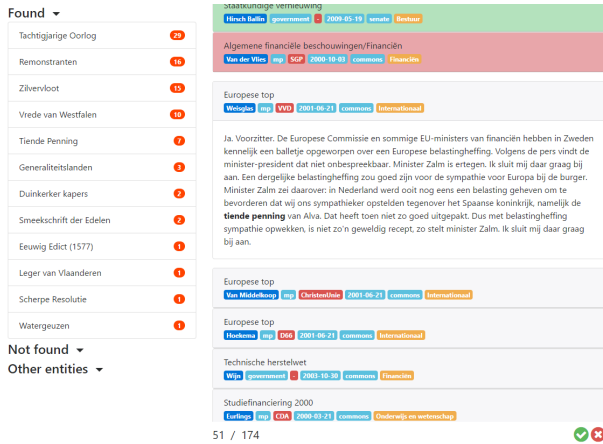 Found
Tachtigjarige Oorlog 29
Remonstranten 16
Zilvervloot 15
Vrede van Westfalen 10
Tiende Penning 7
Generaliteitslanden 3
Duinkerker kapers 2
Smeekschrift der Edelen 2
Eeuwig Edict (1577) 1
Leger van Vlaanderen 1
Scherpe Resolutie 1
Watergeuzen 1
Not found
Other entities
Staatkundige vernieuwing
Hirsch Ballin government - 2009-05-19 senate Bestuur
Algemene financiële beschouwingen/Financiën
Van der Vlies mp SGP 2000-10-03 commons Financiën
Europese top
Weisglas mp VVD 2001-06-21 commons Internationaal
Ja. Voorzitter. De Europese Commissie en sommige EU-ministers van financiën hebben in Zweden
kennelijk een balletje opgeworpen over een Europese belastingheffing. Volgens de pers vindt de
minister-president dat niet onbespreekbaar. Minister Zalm is ertegen. Ik sluit mij daar graag bij
aan. Een dergelijke belastingheffing zou goed zijn voor de sympathie voor Europa bij de burger.
Minister Zalm zei daarover: in Nederland werd ooit nog eens een belasting geheven om te
bevorderen dat wij ons sympathieker opstelden tegenover het Spaanse koninkrijk, namelijk de
tiende penning van Alva. Dat heeft toen niet zo goed uitgepakt. Dus met belastingheffing
sympathie opwekken, is niet zo'n geweldig recept, zo stelt minister Zalm. Ik sluit mij daar graag
bij aan.
Europese top
Van Middelkoop mp ChristenUnie 2001-06-21 commons Internationaal
Europese top
Hoekema mp D66 2001-06-21 commons Internationaal
Technische herstelwet
Wijn government - 2003-10-30 commons Financiën
Studiefinanciering 2000
Eurlings mp CDA 2000-03-21 commons Onderwijs en wetenschap
51 / 174